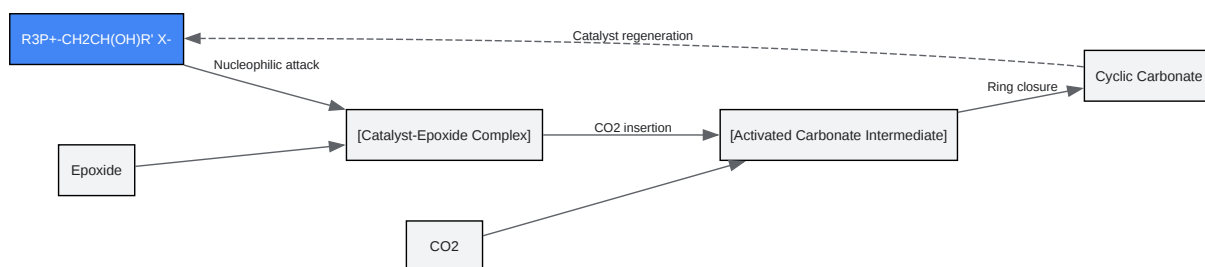 R3P+-CH2CH(OH)R' X-
Catalyst regeneration
Nucleophilic attack
Ring closure
Cyclic Carbonate
[Catalyst-Epoxide Complex]
CO2 insertion
[Activated Carbonate Intermediate]
Epoxide
CO2